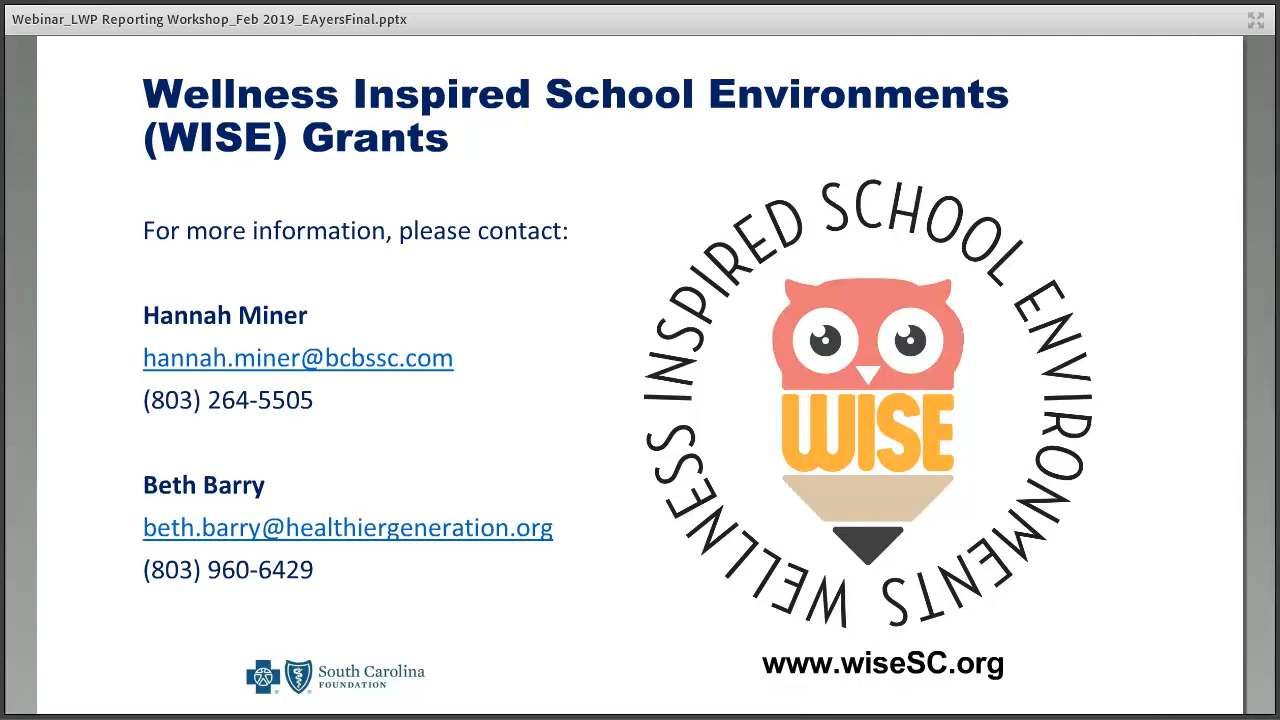 Webinar_LWP Reporting Workshop_Feb 2019_EAyersFinal.pptx
Wellness Inspired School Environments
(WISE) Grants
For more information, please contact:
Hannah Miner
hannah.miner@bcbssc.com
(803) 264-5505
Beth Barry
beth.barry@healthiergeneration.org
(803) 960-6429
South Carolina
FOUNDATION
WELLNESS INSPIRED SCHOOL ENVIRONMENTS
WISE
www.wiseSC.org